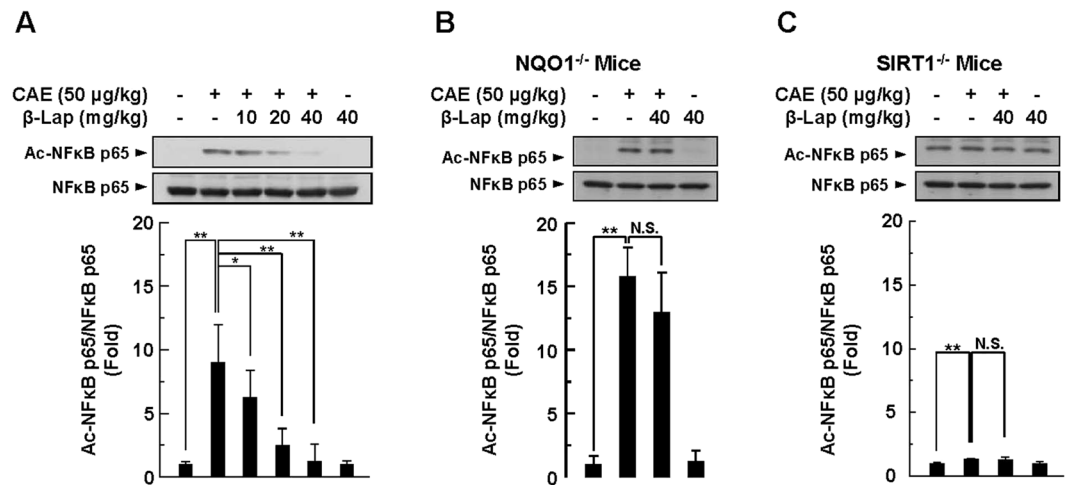 A
CAE (50 µg/kg) - + + + + -
β-Lap (mg/kg) - - 10 20 40 40
Ac-NFκB p65 ►
NFκB p65 ►
Ac-NFκB p65/NFκB p65
(Fold)
20
15
10
5
0
**
**
**
*
B
NQO1-/- Mice
CAE (50 µg/kg) - + + -
β-Lap (mg/kg) - - 40 40
Ac-NFκB p65 ►
NFκB p65 ►
Ac-NFκB p65/NFκB p65
(Fold)
20
15
10
5
0
** N.S.
C
SIRT1-/- Mice
CAE (50 µg/kg) - + + -
β-Lap (mg/kg) - - 40 40
Ac-NFκB p65 ►
NFκB p65 ►
Ac-NFκB p65/NFκB p65
(Fold)
20
15
10
5
0
** N.S.